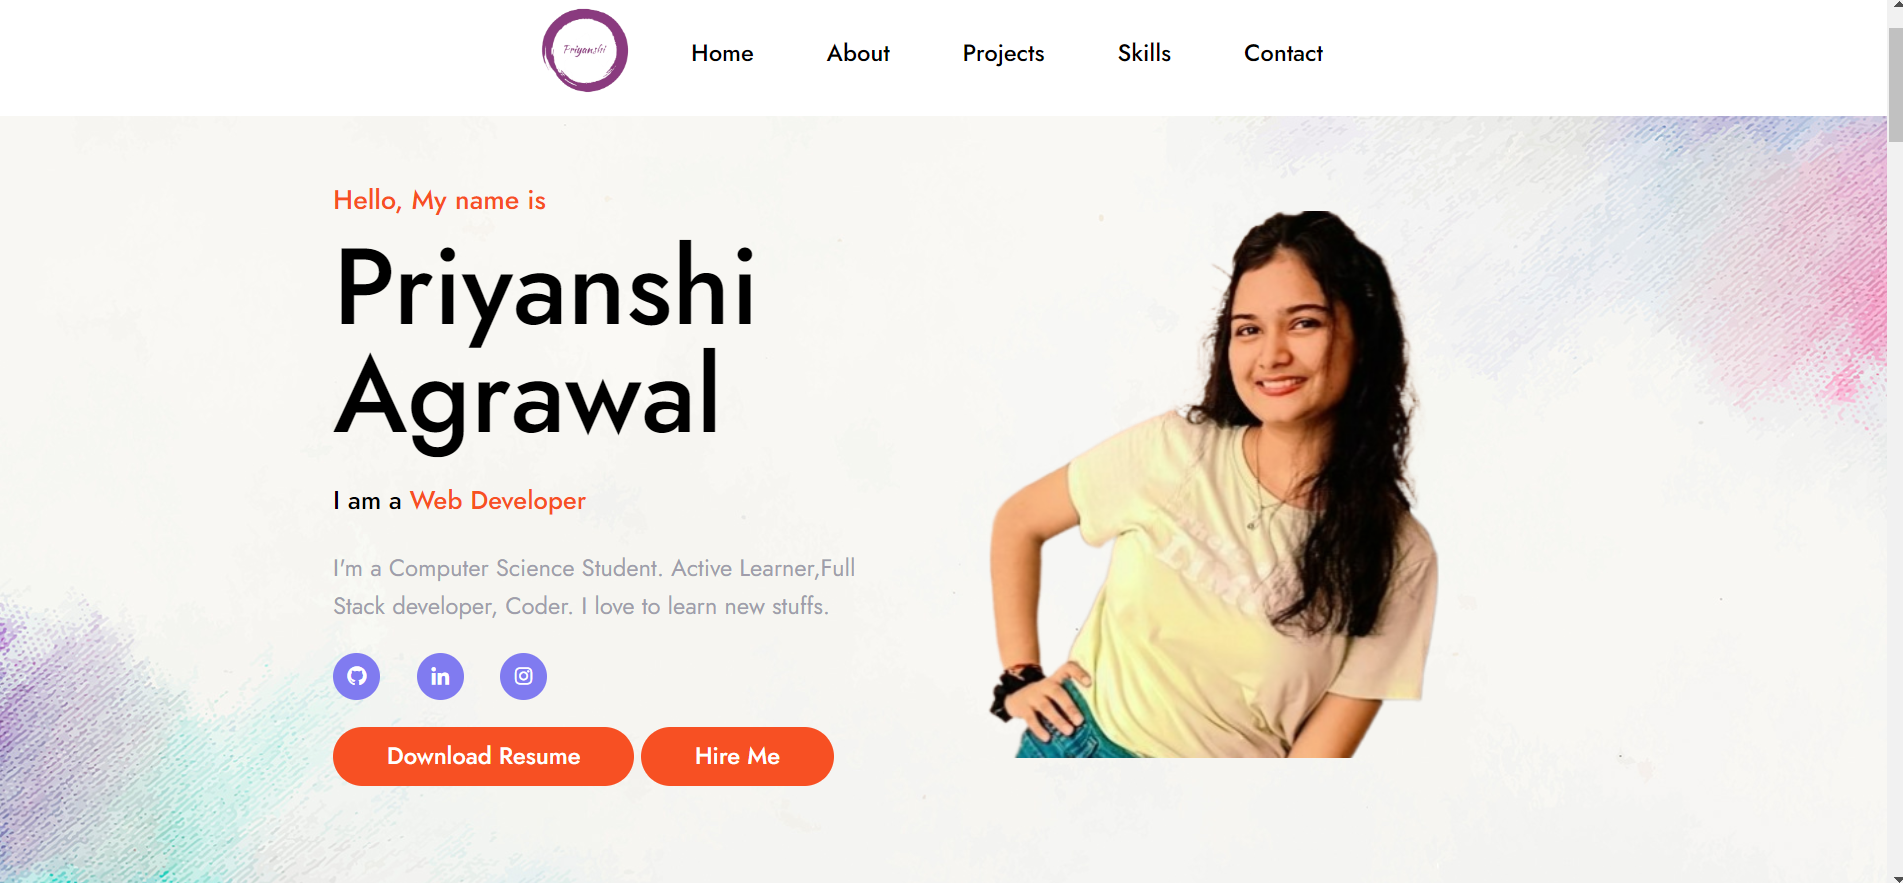 Priyanshi
Home
About
Projects
Skills
Contact
Hello, My name is
Priyanshi
Agrawal
I am a Web Developer
I'm a Computer Science Student. Active Learner,Full
Stack developer, Coder. I love to learn new stuffs.
in
Download Resume
Hire Me